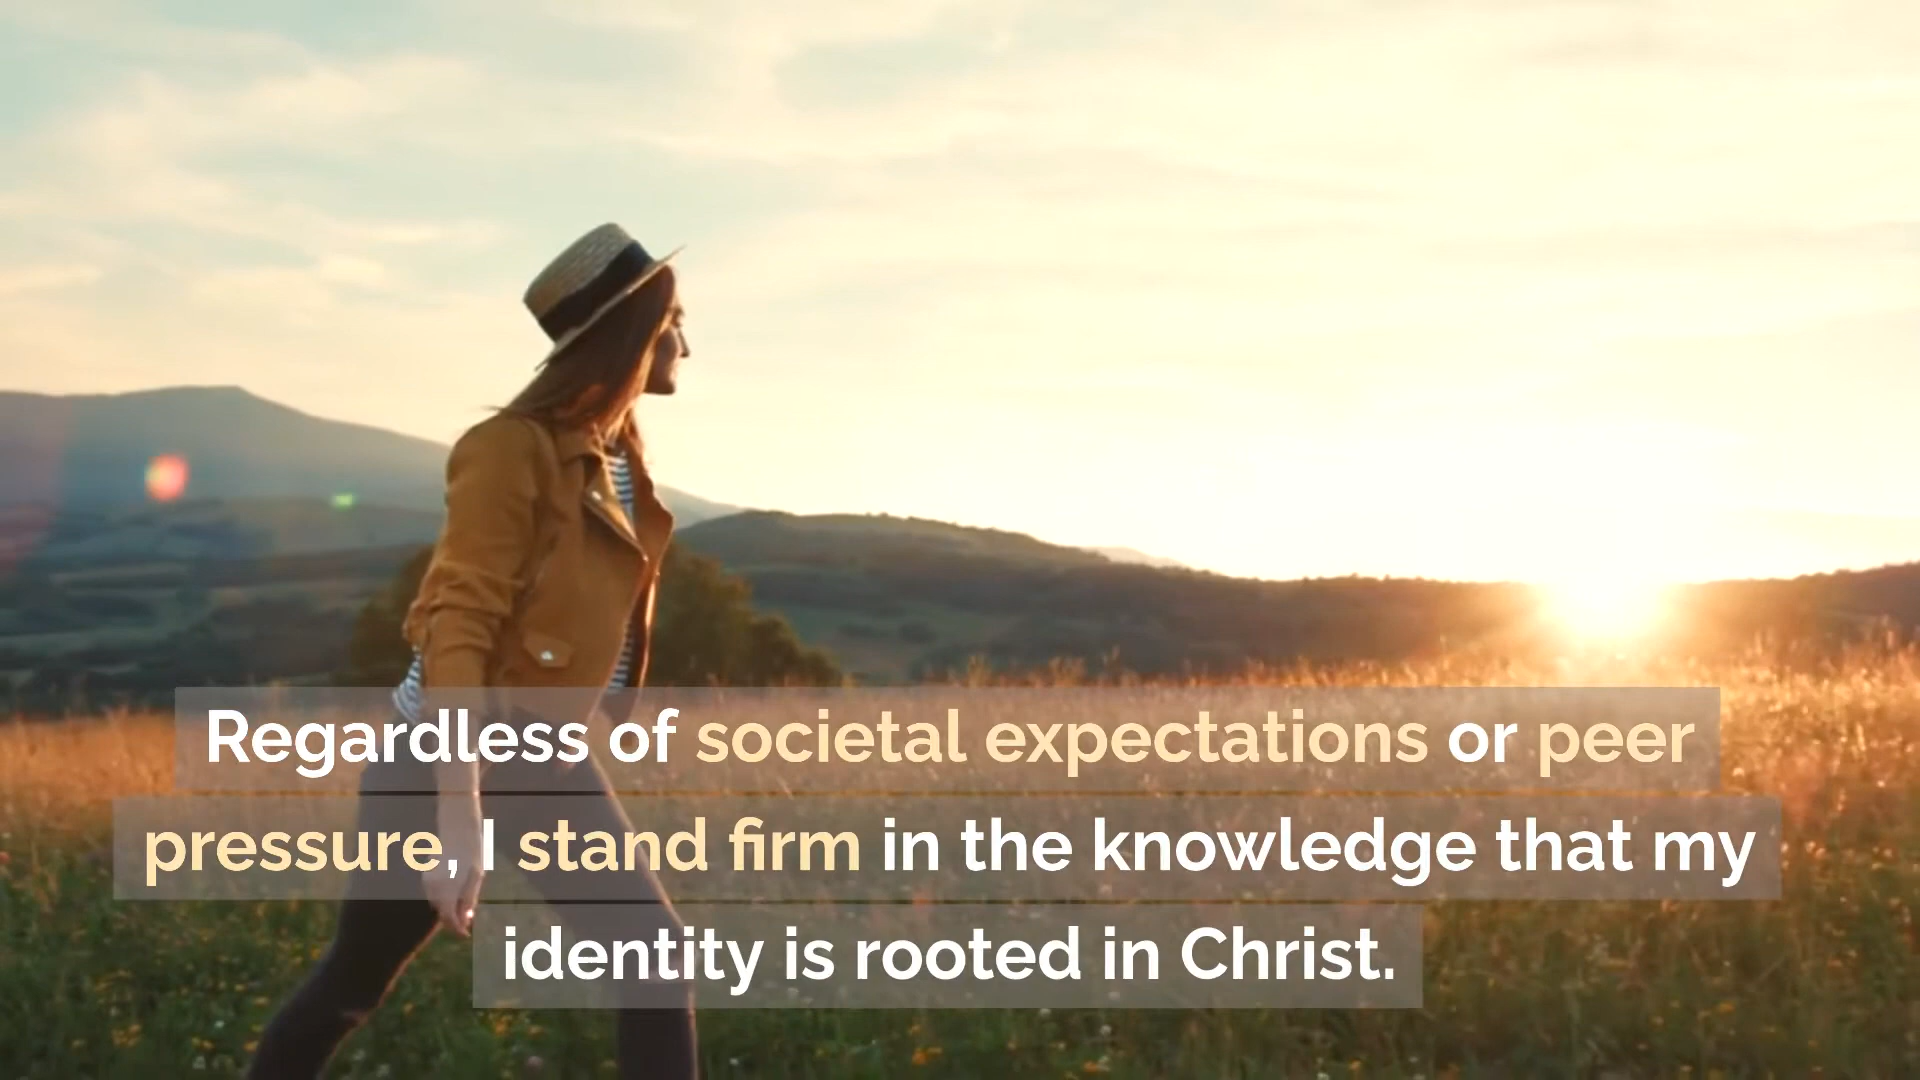 Regardless of societal expectations or peer
pressure, I stand firm in the knowledge that my
identity is rooted in Christ.